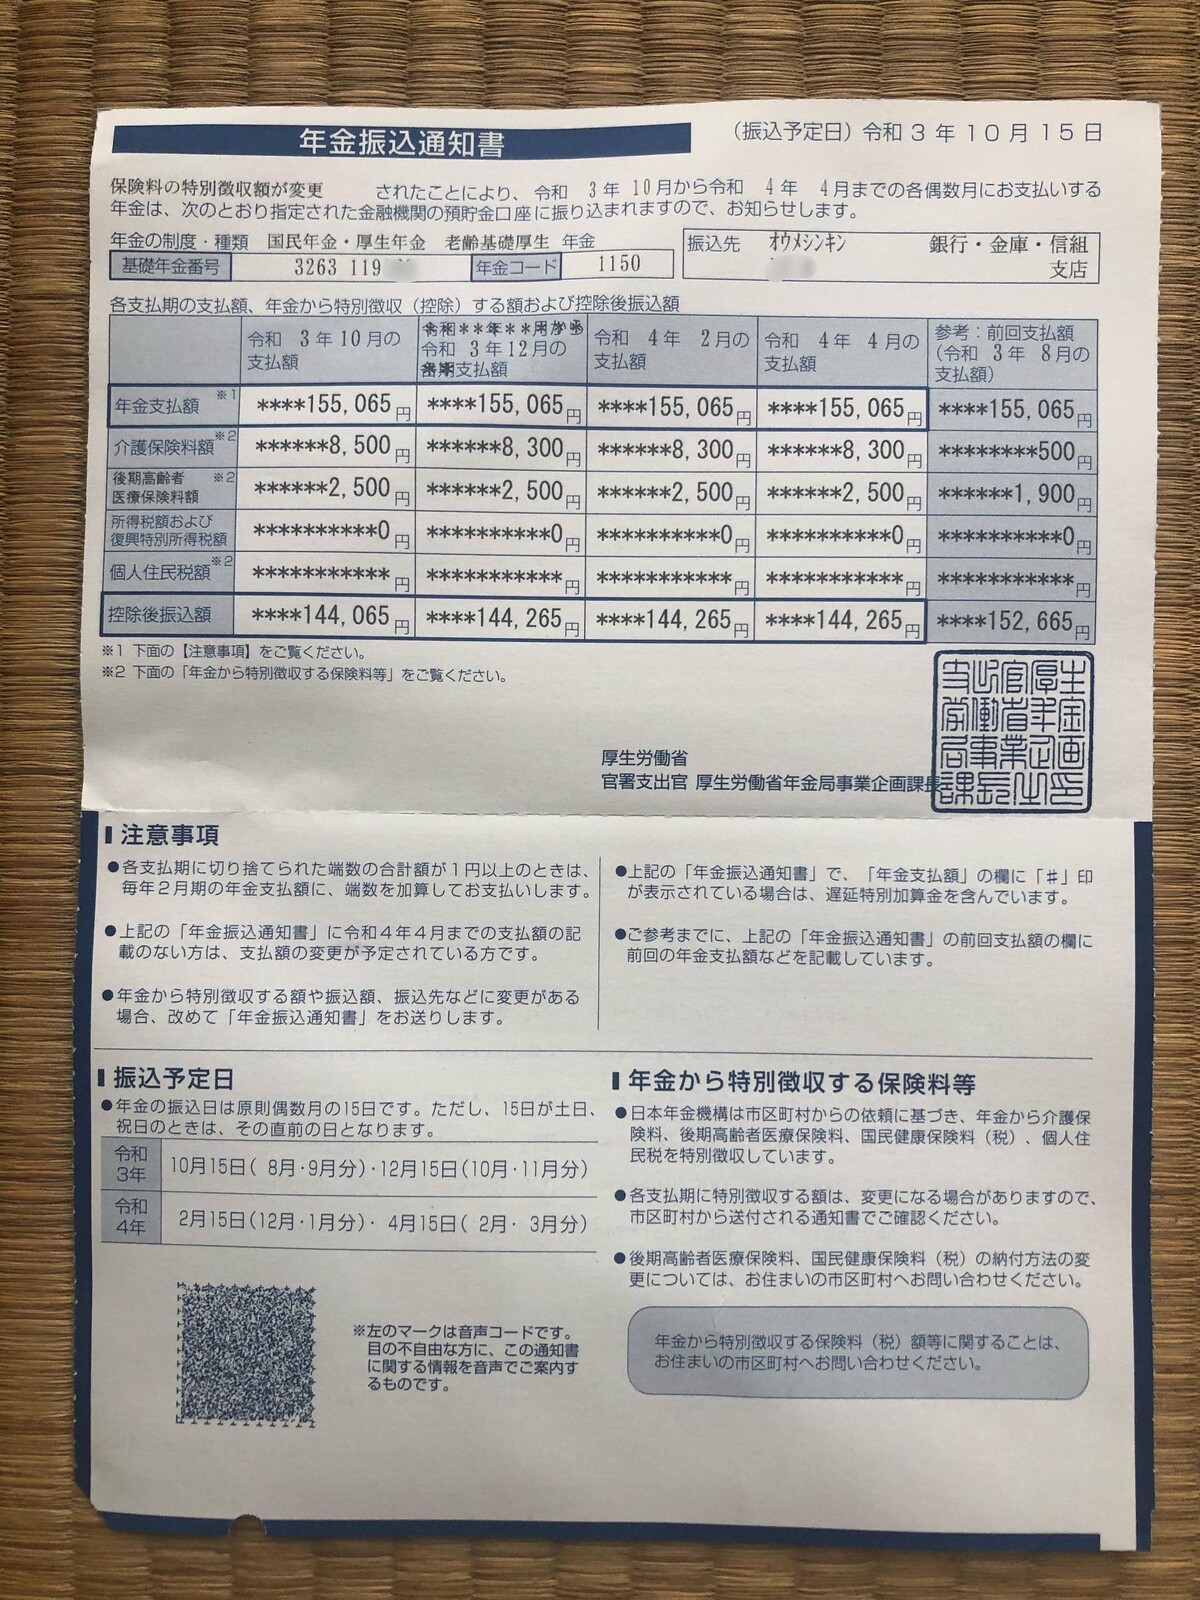 年金振込通知書
（振込予定日）令和 3 年 10 月 15 日
保険料の特別徴収額が変更 されたことにより、令和 3 年 10 月から令和 4 年 4 月までの各偶数月にお支払いする
年金は、次のとおり指定された金融機関の預貯金口座に振り込まれますので、お知らせします。
年金の制度・種類 国民年金・厚生年金 老齢基礎厚生 年金
基礎年金番号 3263 119 年金コード 1150
振込先 オウメシンキン 銀行・金庫・信組
支店
各支払期の支払額、年金から特別徴収（控除）する額および控除後振込額
令和 3 年 10 月の支払額 令和 3 年 12 月の支払額 令和 4 年 2 月の支払額 令和 4 年 4 月の支払額 参考：前回支払額（令和 3 年 8 月の支払額）
年金支払額 ※1 ****155,065円 ****155,065円 ****155,065円 ****155,065円 ****155,065円
介護保険料額 ※2 ******8,500円 ******8,300円 ******8,300円 ******8,300円 ********500円
後期高齢者医療保険料額 ※2 ******2,500円 ******2,500円 ******2,500円 ******2,500円 ******1,900円
所得税額および復興特別所得税額 **********0円 **********0円 **********0円 **********0円 **********0円
個人住民税額 ※2 ***********円 ***********円 ***********円 ***********円 ***********円
控除後振込額 ****144,065円 ****144,265円 ****144,265円 ****144,265円 ****152,665円
※1 下面の【注意事項】をご覧ください。
※2 下面の「年金から特別徴収する保険料等」をご覧ください。
厚生労働省
官署支出官 厚生労働省年金局事業企画課長
注意事項
●各支払期に切り捨てられた端数の合計額が１円以上のときは、
毎年２月期の年金支払額に、端数を加算してお支払いします。
●上記の「年金振込通知書」に令和４年４月までの支払額の記
載のない方は、支払額の変更が予定されている方です。
●年金から特別徴収する額や振込額、振込先などに変更がある
場合、改めて「年金振込通知書」をお送りします。
●上記の「年金振込通知書」で、「年金支払額」の欄に「♯」印
が表示されている場合は、遅延特別加算金を含んでいます。
●ご参考までに、上記の「年金振込通知書」の前回支払額の欄に
前回の年金支払額などを記載しています。
振込予定日
●年金の振込日は原則偶数月の15日です。ただし、15日が土日、
祝日のときは、その直前の日となります。
令和3年 10月15日( 8月・9月分)・12月15日(10月・11月分)
令和4年 2月15日(12月・1月分)・ 4月15日( 2月・ 3月分)
※左のマークは音声コードです。
目の不自由な方に、この通知書
に関する情報を音声でご案内す
るものです。
年金から特別徴収する保険料等
●日本年金機構は市区町村からの依頼に基づき、年金から介護保
険料、後期高齢者医療保険料、国民健康保険料（税）、個人住
民税を特別徴収しています。
●各支払期に特別徴収する額は、変更になる場合がありますので、
市区町村から送付される通知書でご確認ください。
●後期高齢者医療保険料、国民健康保険料（税）の納付方法の変
更については、お住まいの市区町村へお問い合わせください。
年金から特別徴収する保険料（税）額等に関することは、
お住まいの市区町村へお問い合わせください。